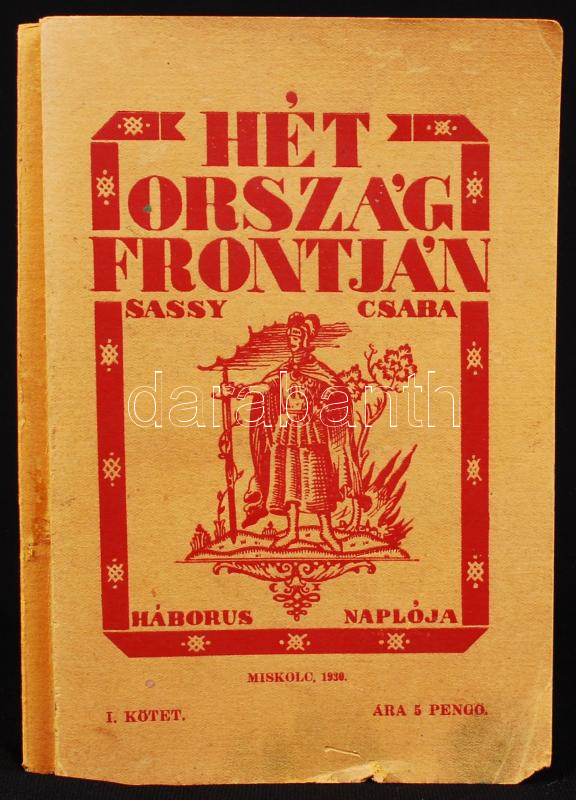 HÉT
ORSZÁG
FRONTJÁN
SASSY CSABA
darabanth
C Y
HÁBORUS NAPLÓJA
MISKOLC, 1930.
I. KÖTET. ÁRA 5 PENGŐ.